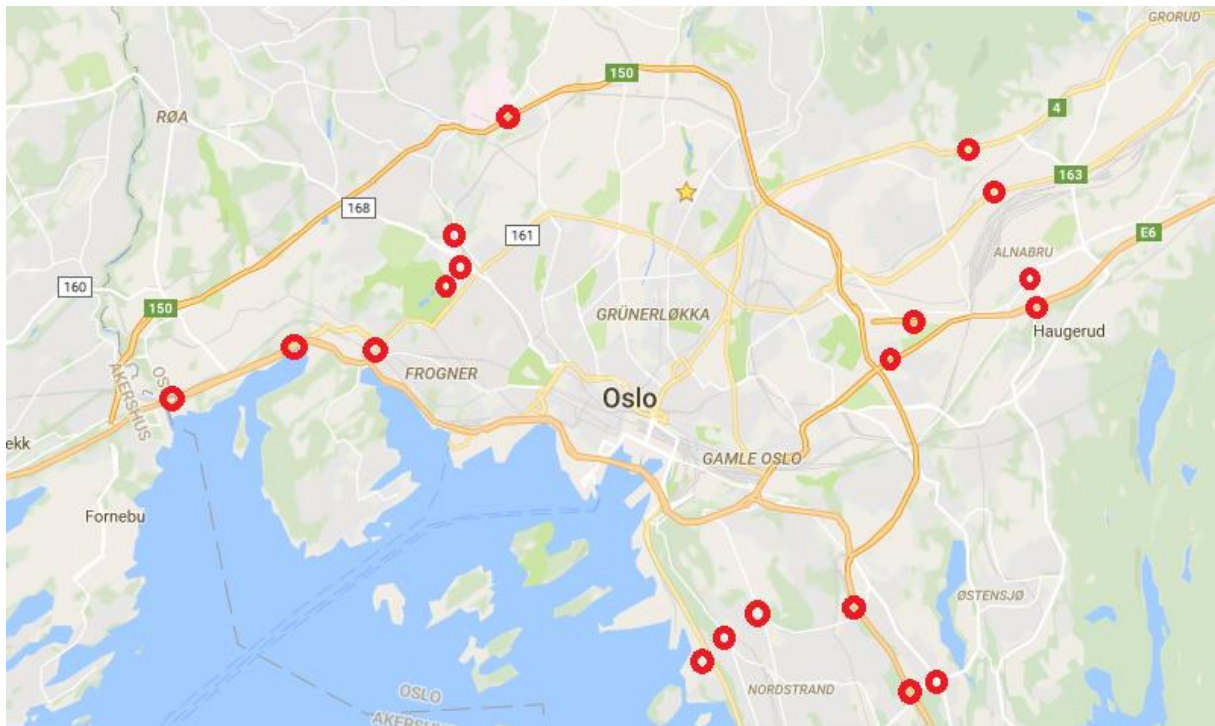 GRORUD
150
4
RØA
163
168
161
E6
ALNABRU
160
150
GRÜNERLØKKA
Haugerud
OSLO
AKERSHUS
FROGNER
Oslo
ekk
GAMLE OSLO
Fornebu
ØSTENSJØ
NORDSTRAND
OSLO
AKERSHUS